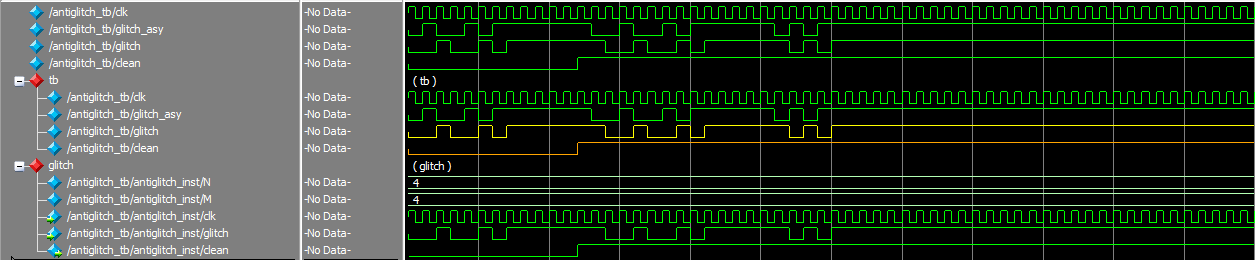 /antiglitch_tb/clk -No Data-
/antiglitch_tb/glitch_asy -No Data-
/antiglitch_tb/glitch -No Data-
/antiglitch_tb/clean -No Data-
tb (tb)
/antiglitch_tb/clk -No Data-
/antiglitch_tb/glitch_asy -No Data-
/antiglitch_tb/glitch -No Data-
/antiglitch_tb/clean -No Data-
glitch (glitch)
/antiglitch_tb/antiglitch_inst/N -No Data- 4
/antiglitch_tb/antiglitch_inst/M -No Data- 4
/antiglitch_tb/antiglitch_inst/clk -No Data-
/antiglitch_tb/antiglitch_inst/glitch -No Data-
/antiglitch_tb/antiglitch_inst/clean -No Data-